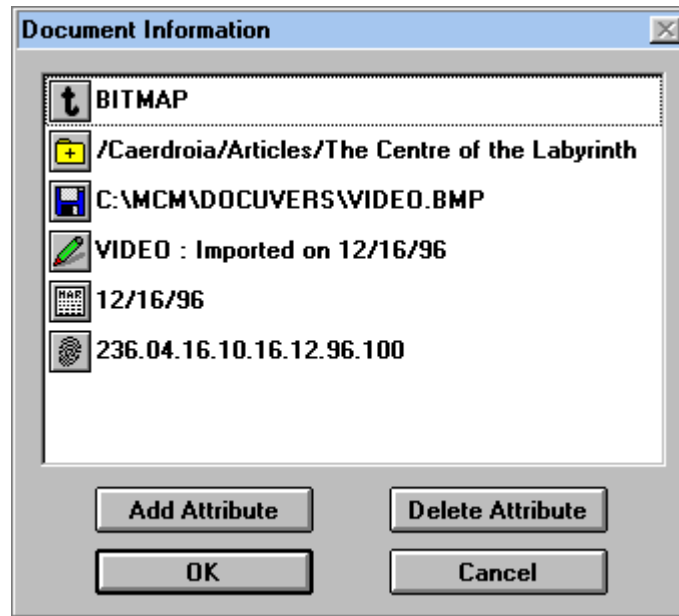 Document Information
t BITMAP
/Caerdroia/Articles/The Centre of the Labyrinth
C:\MCM\DOCUVERS\VIDEO.BMP
VIDEO : Imported on 12/16/96
MAR 12/16/96
236.04.16.10.16.12.96.100
Add Attribute Delete Attribute
OK Cancel